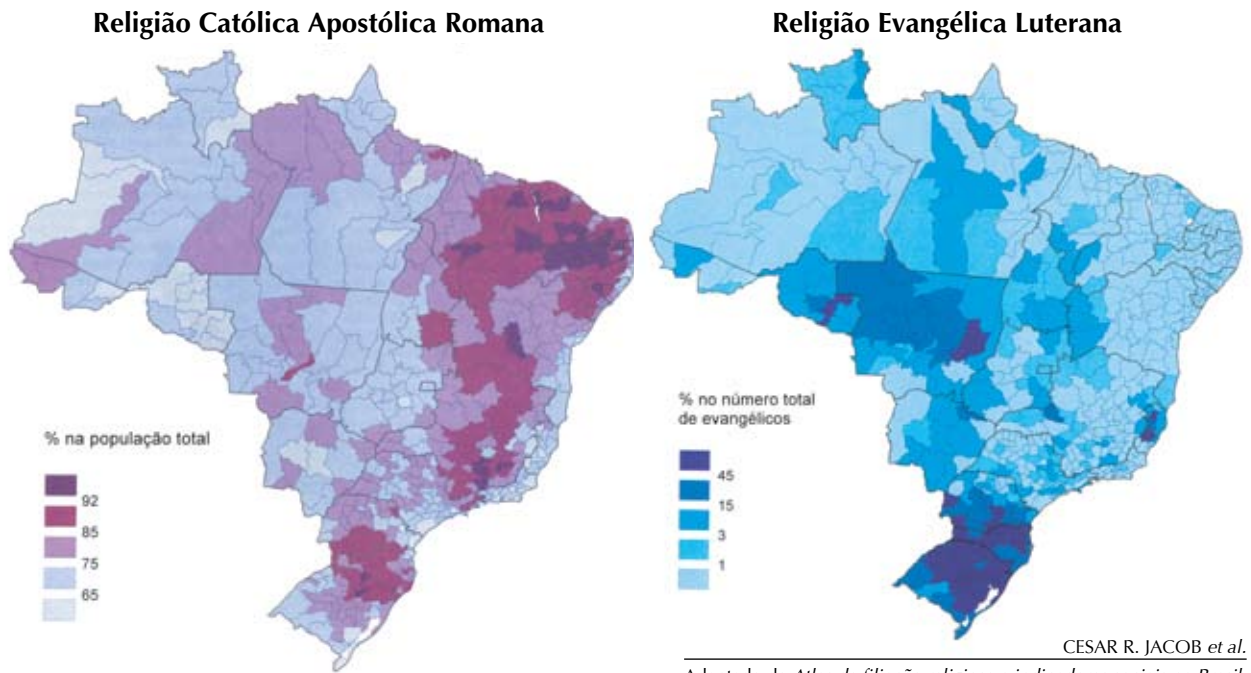 Religião Católica Apostólica Romana
% na população total
92
85
75
65
Religião Evangélica Luterana
% no número total
de evangélicos
45
15
3
1
CESAR R. JACOB et al.